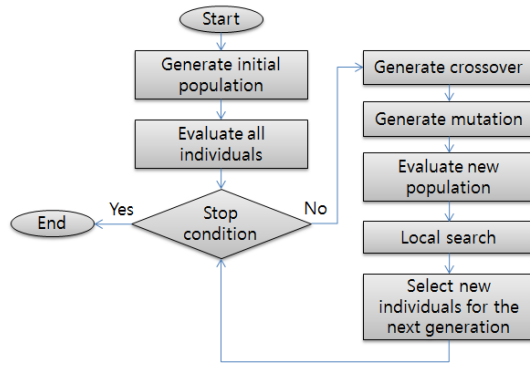 Start
Generate initial
population
Evaluate all
individuals
Stop
condition
Yes
End
No
Generate crossover
Generate mutation
Evaluate new
population
Local search
Select new
individuals for the
next generation